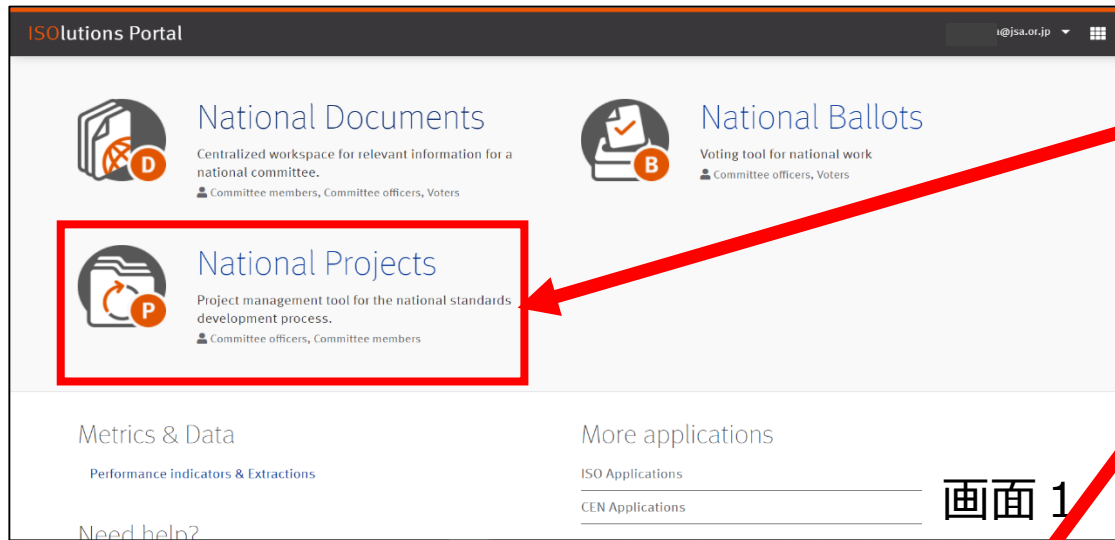 ISOlutions Portal
@jsa.or.jp
National Documents
Centralized workspace for relevant information for a
national committee.
Committee members, Committee officers, Voters
D
National Ballots
Voting tool for national work
Committee officers, Voters
B
National Projects
Project management tool for the national standards
development process.
Committee officers, Committee members
P
Metrics & Data
Performance indicators & Extractions
Need help?
More applications
ISO Applications
CEN Applications
画面1